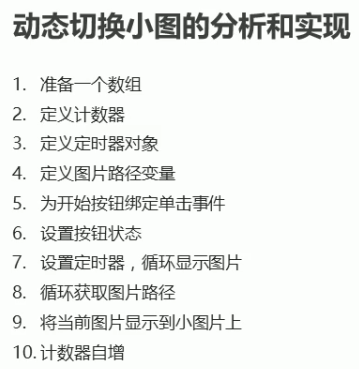 动态切换小图的分析和实现
1. 准备一个数组
2. 定义计数器
3. 定义定时器对象
4. 定义图片路径变量
5. 为开始按钮绑定单击事件
6. 设置按钮状态
7. 设置定时器，循环显示图片
8. 循环获取图片路径
9. 将当前图片显示到小图片上
10. 计数器自增